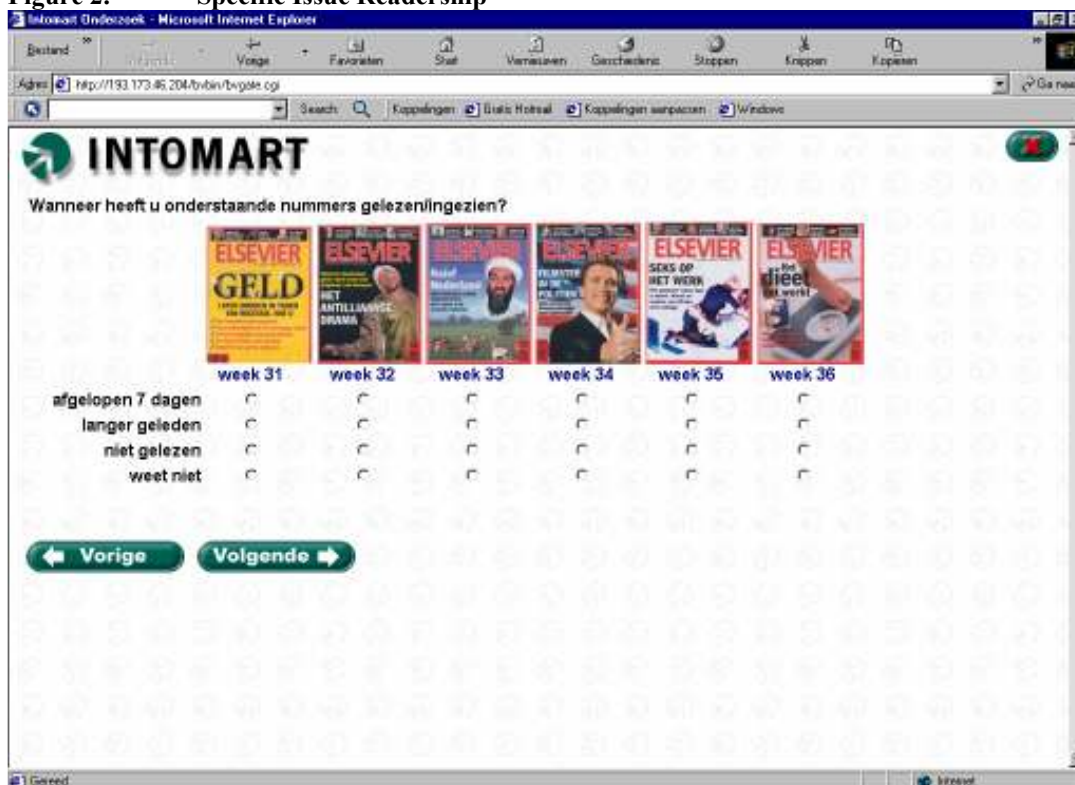 Figure 2: Specific Issue Readership
Intomart Onderzoek - Microsoft Internet Explorer
Bestand Vorige Favorieten Start Vernieuwen Geschiedenis Stoppen Knippen Kopiëren
Adres http://193.173.46.204/bvbin/bvgate.cgi Ga naar
Search Koppelingen Gratis Hotmail Koppelingen aanpassen Windows
INTOMART
Wanneer heeft u onderstaande nummers gelezen/ingezien?
ELSEVIER ELSEVIER ELSEVIER ELSEVIER ELSEVIER ELSEVIER
GELD
HET ANTILLIAANSE DRAMA
SEKS OP HET WERK
Het dieet
week 31 week 32 week 33 week 34 week 35 week 36
afgelopen 7 dagen
langer geleden
niet gelezen
weet niet
Vorige Volgende
Gereed Internet